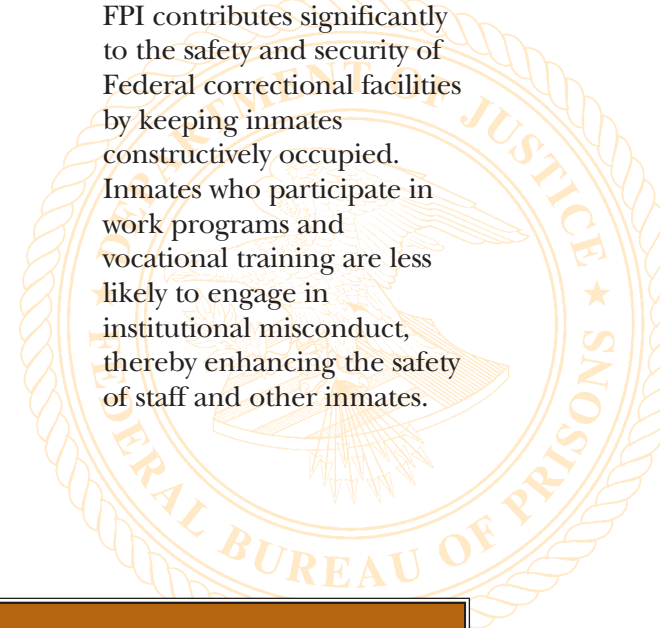 FPI contributes significantly
to the safety and security of
Federal correctional facilities
by keeping inmates
constructively occupied.
Inmates who participate in
work programs and
vocational training are less
likely to engage in
institutional misconduct,
thereby enhancing the safety
of staff and other inmates.
DEPARTMENT OF JUSTICE
FEDERAL BUREAU OF PRISONS